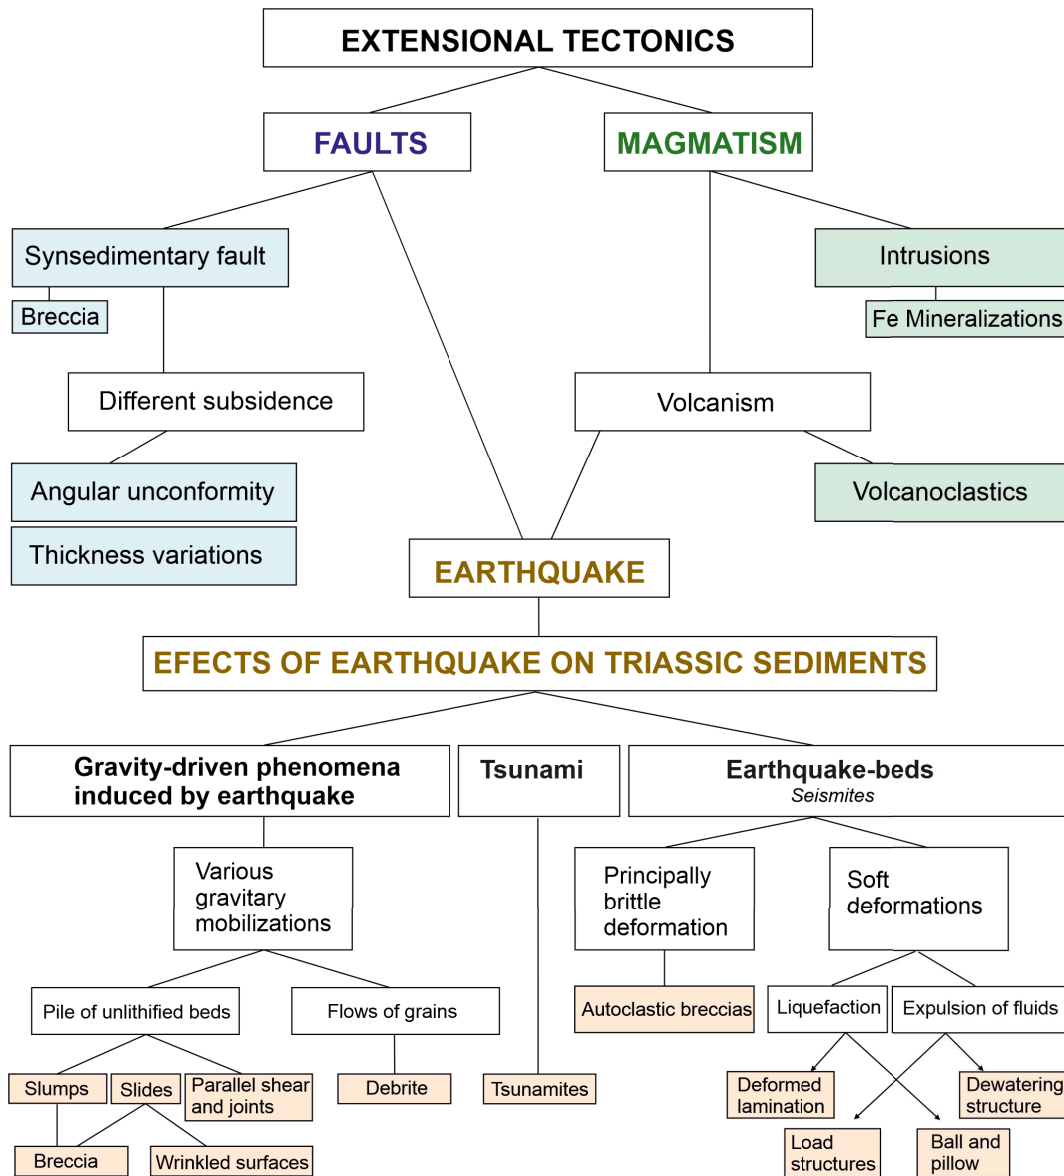 EXTENSIONAL TECTONICS
FAULTS
MAGMATISM
Synsedimentary fault
Intrusions
Breccia
Fe Mineralizations
Different subsidence
Volcanism
Angular unconformity
Volcanoclastics
Thickness variations
EARTHQUAKE
EFECTS OF EARTHQUAKE ON TRIASSIC SEDIMENTS
Gravity-driven phenomena
induced by earthquake
Tsunami
Earthquake-beds
Seismites
Various
gravitary
mobilizations
Principally
brittle
deformation
Soft
deformations
Pile of unlithified beds
Flows of grains
Autoclastic breccias
Liquefaction
Expulsion of fluids
Slumps
Slides
Parallel shear
and joints
Debrite
Tsunamites
Deformed
lamination
Dewatering
structure
Breccia
Wrinkled surfaces
Load
structures
Ball and
pillow